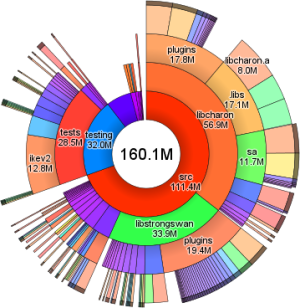 plugins
17.8M
libcharon.a
8.0M
.libs
17.1M
libcharon
56.9M
sa
11.7M
tests
28.5M
testing
32.0M
160.1M
ikev2
12.8M
src
111.4M
libstrongswan
33.9M
plugins
19.4M